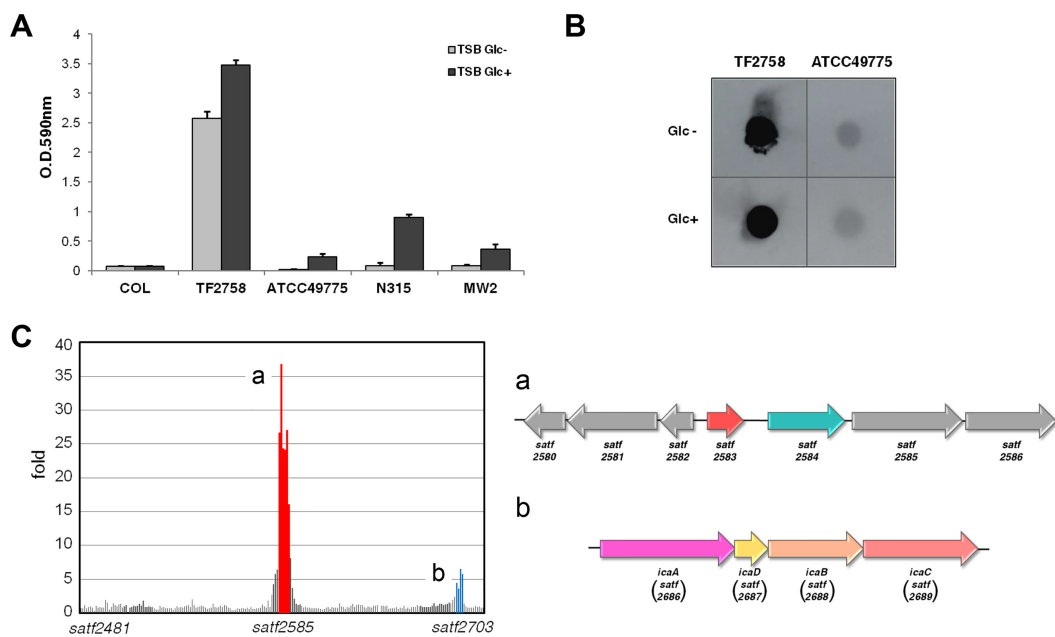 A
O.D.590nm
4
3.5
3
2.5
2
1.5
1
0.5
0
TSB Glc-
TSB Glc+
COL TF2758 ATCC49775 N315 MW2
B
TF2758 ATCC49775
Glc -
Glc+
C
fold
40
35
30
25
20
15
10
5
0
a
b
satf2481 satf2585 satf2703
a
satf satf satf satf satf satf satf
2580 2581 2582 2583 2584 2585 2586
b
icaA icaD icaB icaC
(satf (satf (satf (satf
2686) 2687) 2688) 2689)